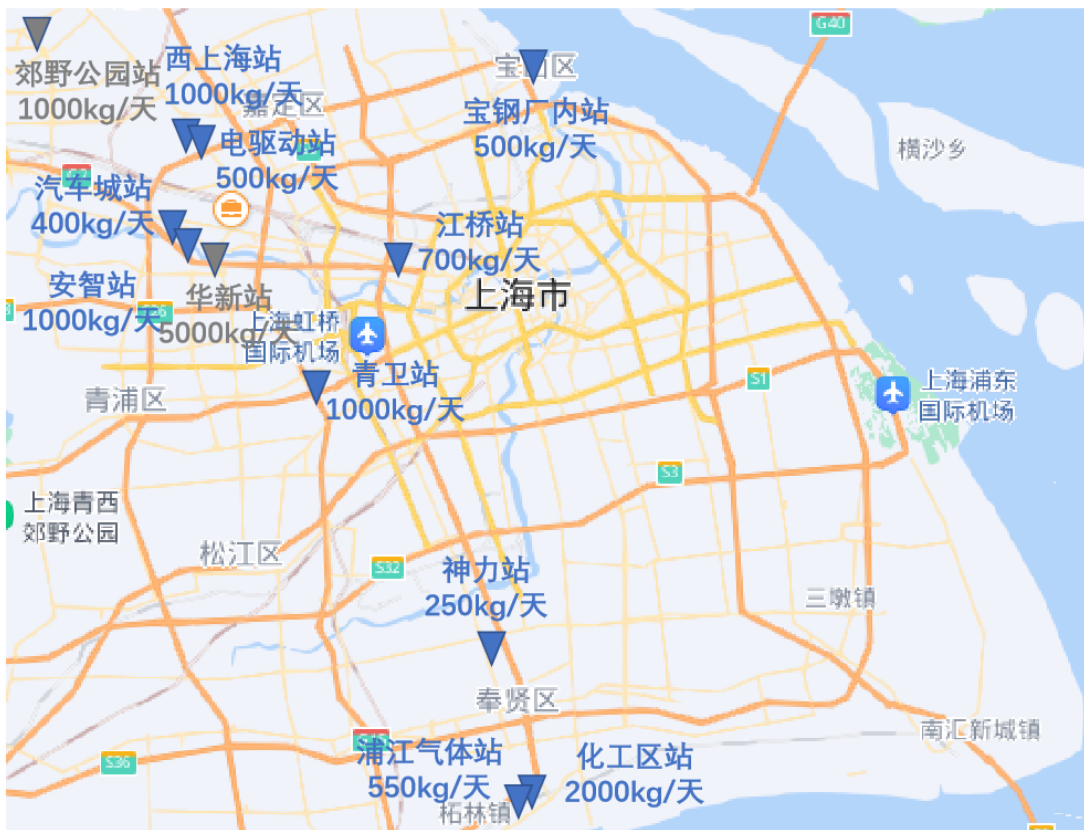 G40
西上海站
1000kg/天
郊野公园站
1000kg/天
宝山区
嘉定区
宝钢厂内站
500kg/天
电驱动站
500kg/天
横沙乡
汽车城站
400kg/天
江桥站
700kg/天
安智站
1000kg/天
华新站
5000kg/天
上海市
上海虹桥
国际机场
青卫站
1000kg/天
S1
上海浦东
国际机场
青浦区
S3
上海青西
郊野公园
松江区
S32
神力站
250kg/天
三墩镇
奉贤区
南汇新城镇
浦江气体站
550kg/天
化工区站
2000kg/天
S36
柘林镇